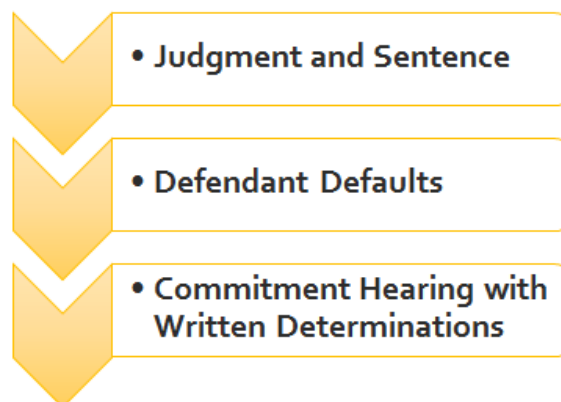 • Judgment and Sentence
• Defendant Defaults
• Commitment Hearing with
Written Determinations